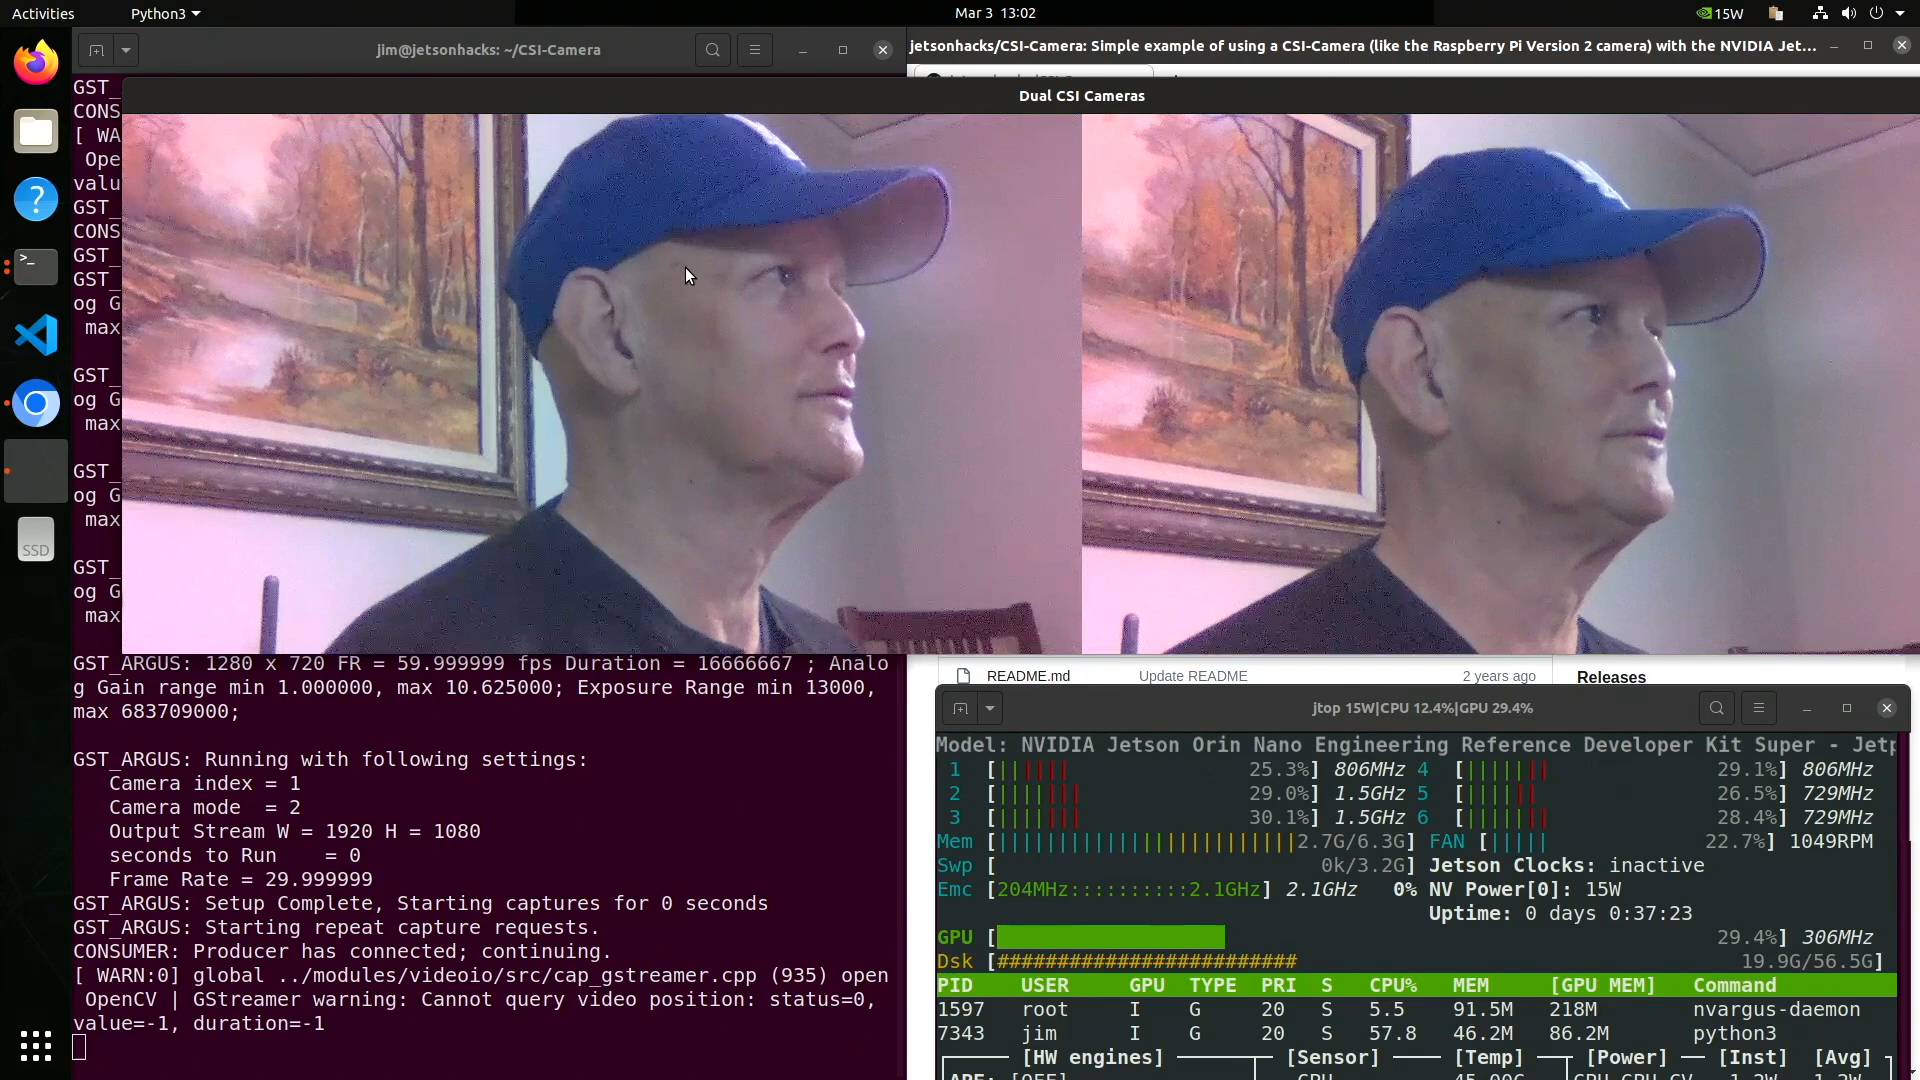 Activities
Python3
Mar 3 13:02
15W
jim@jetsonhacks: ~/CSI-Camera
jetsonhacks/CSI-Camera: Simple example of using a CSI-Camera (like the Raspberry Pi Version 2 camera) with the NVIDIA Jet...
Dual CSI Cameras
GST_
CONS
[ WA
Ope
valu
GST_
CONS
GST_
GST_
og G
max
GST_
og G
max
GST_
og G
max
GST_
og G
max
SSD
GST_ARGUS: 1280 x 720 FR = 59.999999 fps Duration = 16666667 ; Analo
g Gain range min 1.000000, max 10.625000; Exposure Range min 13000,
max 683709000;
GST_ARGUS: Running with following settings:
Camera index = 1
Camera mode = 2
Output Stream W = 1920 H = 1080
seconds to Run = 0
Frame Rate = 29.999999
GST_ARGUS: Setup Complete, Starting captures for 0 seconds
GST_ARGUS: Starting repeat capture requests.
CONSUMER: Producer has connected; continuing.
[ WARN:0] global ../modules/videoio/src/cap_gstreamer.cpp (935) open
OpenCV | GStreamer warning: Cannot query video position: status=0,
value=-1, duration=-1
README.md Update README 2 years ago
Releases
jtop 15W|CPU 12.4%|GPU 29.4%
Model: NVIDIA Jetson Orin Nano Engineering Reference Developer Kit Super - Jetp
1 [|||||| 25.3%] 806MHz 4 [||||||| 29.1%] 806MHz
2 [||||||| 29.0%] 1.5GHz 5 [|||||| 26.5%] 729MHz
3 [||||||| 30.1%] 1.5GHz 6 [||||||| 28.4%] 729MHz
Mem [|||||||||||||||||||||||||2.7G/6.3G] FAN [||||| 22.7%] 1049RPM
Swp [ 0k/3.2G] Jetson Clocks: inactive
Emc [204MHz::::::::::2.1GHz] 2.1GHz 0% NV Power[0]: 15W
Uptime: 0 days 0:37:23
GPU [ 29.4%] 306MHz
Dsk [######################### 19.9G/56.5G]
PID USER GPU TYPE PRI S CPU% MEM [GPU MEM] Command
1597 root I G 20 S 5.5 91.5M 218M nvargus-daemon
7343 jim I G 20 S 57.8 46.2M 86.2M python3
[HW engines] [Sensor] [Temp] [Power] [Inst] [Avg]